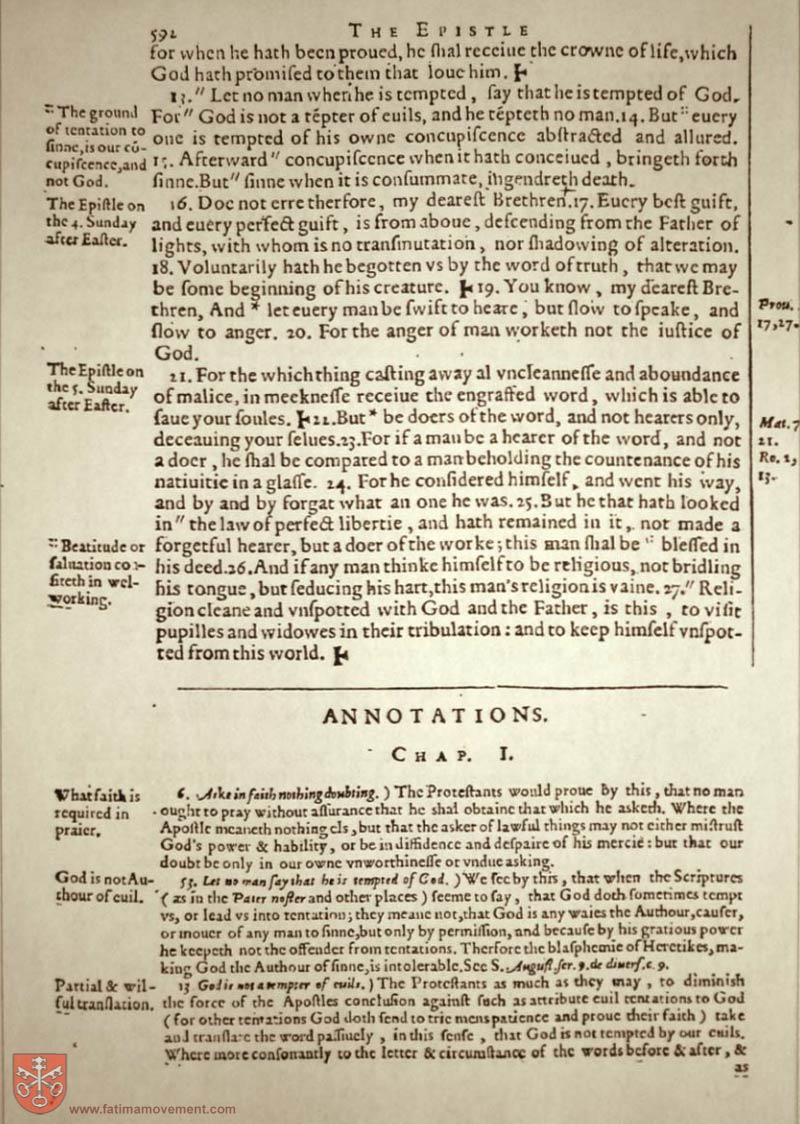 592
THE EPISTLE
for when he hath been proued, he ſhal receiue the crowne of life, which
God hath promiſed to them that loue him.
13." Let no man when he is tempted, ſay that he is tempted of God.
For" God is not a tēpter of euils, and he tēpteth no man. 14. But " euery
one is tempted of his owne concupiſcence abſtracted and allured.
15. Afterward" concupiſcence when it hath conceiued, bringeth forth
ſinne. But" ſinne when it is conſummate, ingendreth death.
16. Doe not erre therfore, my deareſt Brethren. 17. Euery beſt guift,
and euery perfect guift, is from aboue, deſcending from the Father of
lights, with whom is no tranſmutation, nor ſhadowing of alteration.
18. Voluntarily hath he begotten vs by the word of truth, that we may
be ſome beginning of his creature. 19. You know, my deareſt Bre-
thren, And * let euery man be ſwift to heare, but ſlow to ſpeake, and
ſlow to anger. 20. For the anger of man worketh not the iuſtice of
God.
21. For the which thing caſting away al vncleanneſſe and aboundance
of malice, in meekneſſe receiue the engraffed word, which is able to
ſaue your ſoules. 22. But * be doers of the word, and not hearers only,
deceauing your ſelues. 23. For if a man be a hearer of the word, and not
a doer, he ſhal be compared to a man beholding the countenance of his
natiuitie in a glaſſe. 24. For he conſidered himſelf, and went his way,
and by and by forgat what an one he was. 25. But he that hath looked
in" the law of perfect libertie, and hath remained in it, not made a
forgetful hearer, but a doer of the worke; this man ſhal be " bleſſed in
his deed. 26. And if any man thinke himſelf to be religious, not bridling
his tongue, but ſeducing his hart, this man's religion is vaine. 27." Reli-
gion cleane and vnſpotted with God and the Father, is this, to viſit
pupilles and widowes in their tribulation: and to keep himſelf vnſpot-
ted from this world.
" The ground
of tentation to
ſinne, is our cō-
cupiſcence, and
not God.
The Epiſtle on
the 4. Sunday
after Eaſter.
The Epiſtle on
the 5. Sunday
after Eaſter.
" Beatitude or
ſaluation cō-
ſiſteth in wel-
working.
Prou.
17,27.
Mat. 7
21.
Ro. 2,
13.
ANNOTATIONS.
CHAP. I.
What faith is
required in
praier.
6. Aske in faith nothing doubting.) The Proteſtants would proue by this, that no man
ought to pray without aſſurance that he ſhal obtaine that which he asketh. Where the
Apoſtle meaneth nothing els, but that the asker of lawful things may not either miſtruſt
God's power & hability, or be in diffidence and deſpaire of his mercie: but that our
doubt be only in our owne vnworthineſſe or vndue asking.
God is not Au-
thour of euil.
13. Let no man ſay that he is tempted of God.) We ſee by this, that when the Scriptures
(as in the Pater noſter and other places) ſeeme to ſay, that God doth ſometimes tempt
vs, or lead vs into tentation; they meane not, that God is any waies the Authour, cauſer,
or mouer of any man to ſinne, but only by permiſſion, and becauſe by his gratious power
he keepeth not the offender from tentations. Therfore the blaſphemie of Heretikes, ma-
king God the Authour of ſinne, is intolerable. See S. Auguſt. ſer. 9. de diuerſ. c. 9.
Partial & wil-
ful tranſlation.
13 God is not a tempter of euils.) The Proteſtants as much as they may, to diminish
the force of the Apoſtles concluſion againſt ſuch as attribute euil tentations to God
(for other tentations God doth ſend to trie mens patience and proue their faith) take
and tranſlate the word paſſiuely, in this ſenſe, that God is not tempted by our euils.
Where more conſonantly to the letter & circumſtance of the words before & after, &
as
www.fatimamovement.com